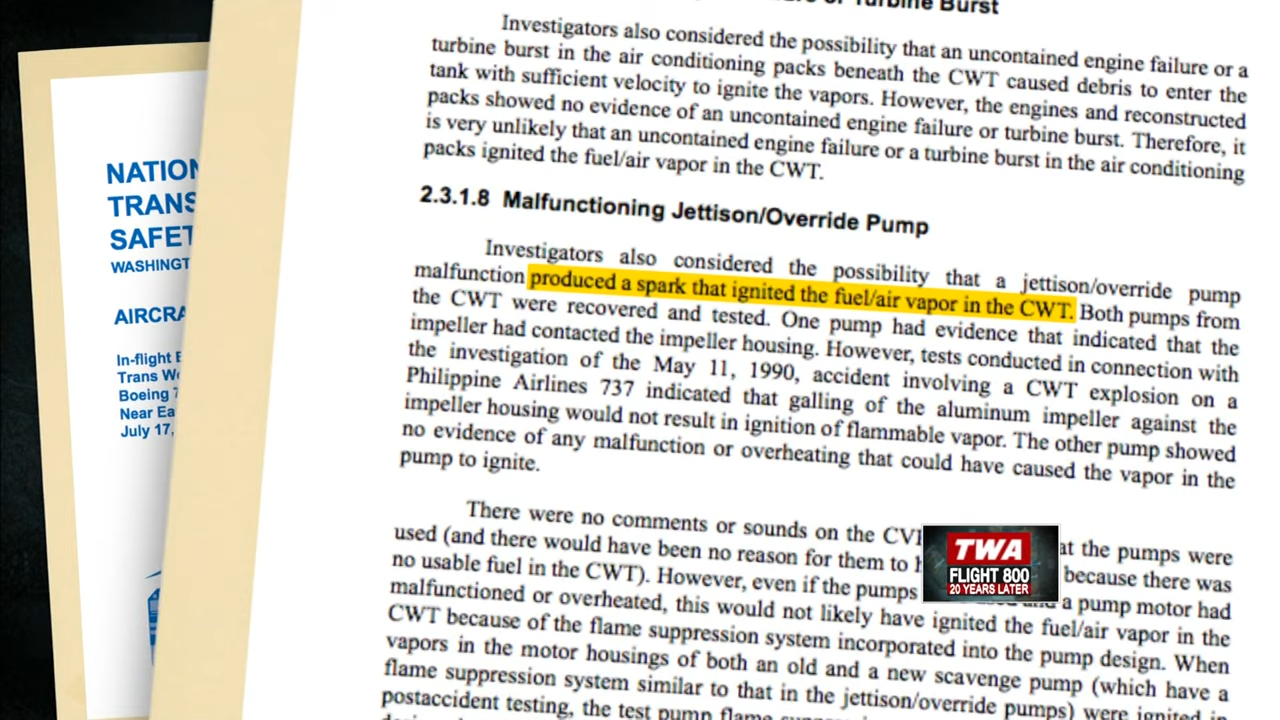 NATION
TRANS
SAFET
WASHINGT
AIRCRA
In-flight
Trans W
Boeing 7
Near Ea
July 17,
or Turbine Burst
Investigators also considered the possibility that an uncontained engine failure or a
turbine burst in the air conditioning packs beneath the CWT caused debris to enter the
tank with sufficient velocity to ignite the vapors. However, the engines and reconstructed
packs showed no evidence of an uncontained engine failure or turbine burst. Therefore, it
is very unlikely that an uncontained engine failure or a turbine burst in the air conditioning
packs ignited the fuel/air vapor in the CWT.
2.3.1.8 Malfunctioning Jettison/Override Pump
Investigators also considered the possibility that a jettison/override pump
malfunction produced a spark that ignited the fuel/air vapor in the CWT. Both pumps from
the CWT were recovered and tested. One pump had evidence that indicated that the
impeller had contacted the impeller housing. However, tests conducted in connection with
the investigation of the May 11, 1990, accident involving a CWT explosion on a
Philippine Airlines 737 indicated that galling of the aluminum impeller against the
impeller housing would not result in ignition of flammable vapor. The other pump showed
no evidence of any malfunction or overheating that could have caused the vapor in the
pump to ignite.
There were no comments or sounds on the CV at the pumps were
used (and there would have been no reason for them to because there was
no usable fuel in the CWT). However, even if the pumps a pump motor had
malfunctioned or overheated, this would not likely have ignited the fuel/air vapor in the
CWT because of the flame suppression system incorporated into the pump design. When
vapors in the motor housings of both an old and a new scavenge pump (which have a
flame suppression system similar to that in the jettison/override pumps) were ignited in
postaccident testing, the test pump flame
TWA
FLIGHT 800
20 YEARS LATER